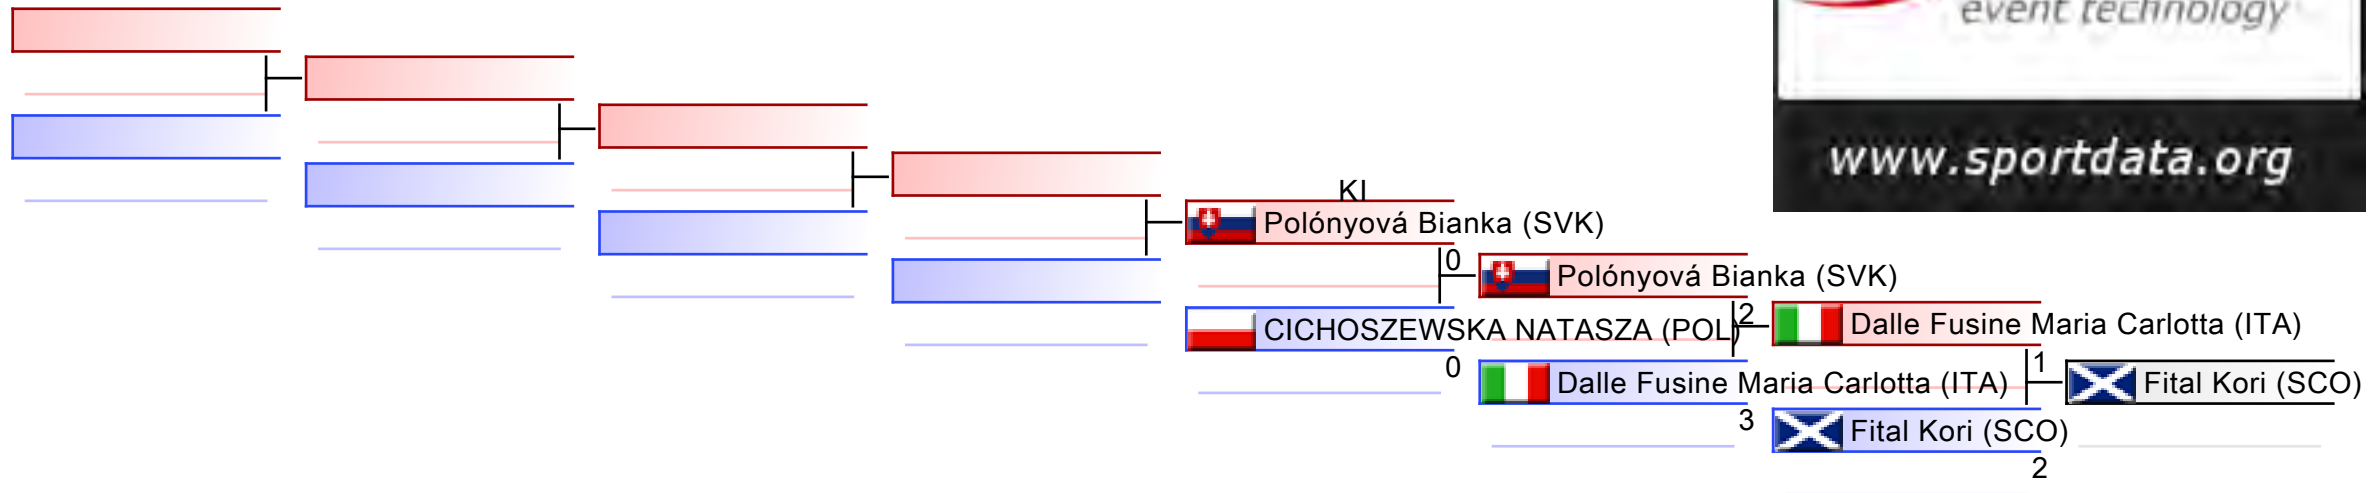 event technology
www.sportdata.org
KI
Polónyová Bianka (SVK)
0
Polónyová Bianka (SVK)
CICHOSZEWSKA NATASZA (POL)
0
2
Dalle Fusine Maria Carlotta (ITA)
Dalle Fusine Maria Carlotta (ITA)
3
1
Fital Kori (SCO)
Fital Kori (SCO)
2